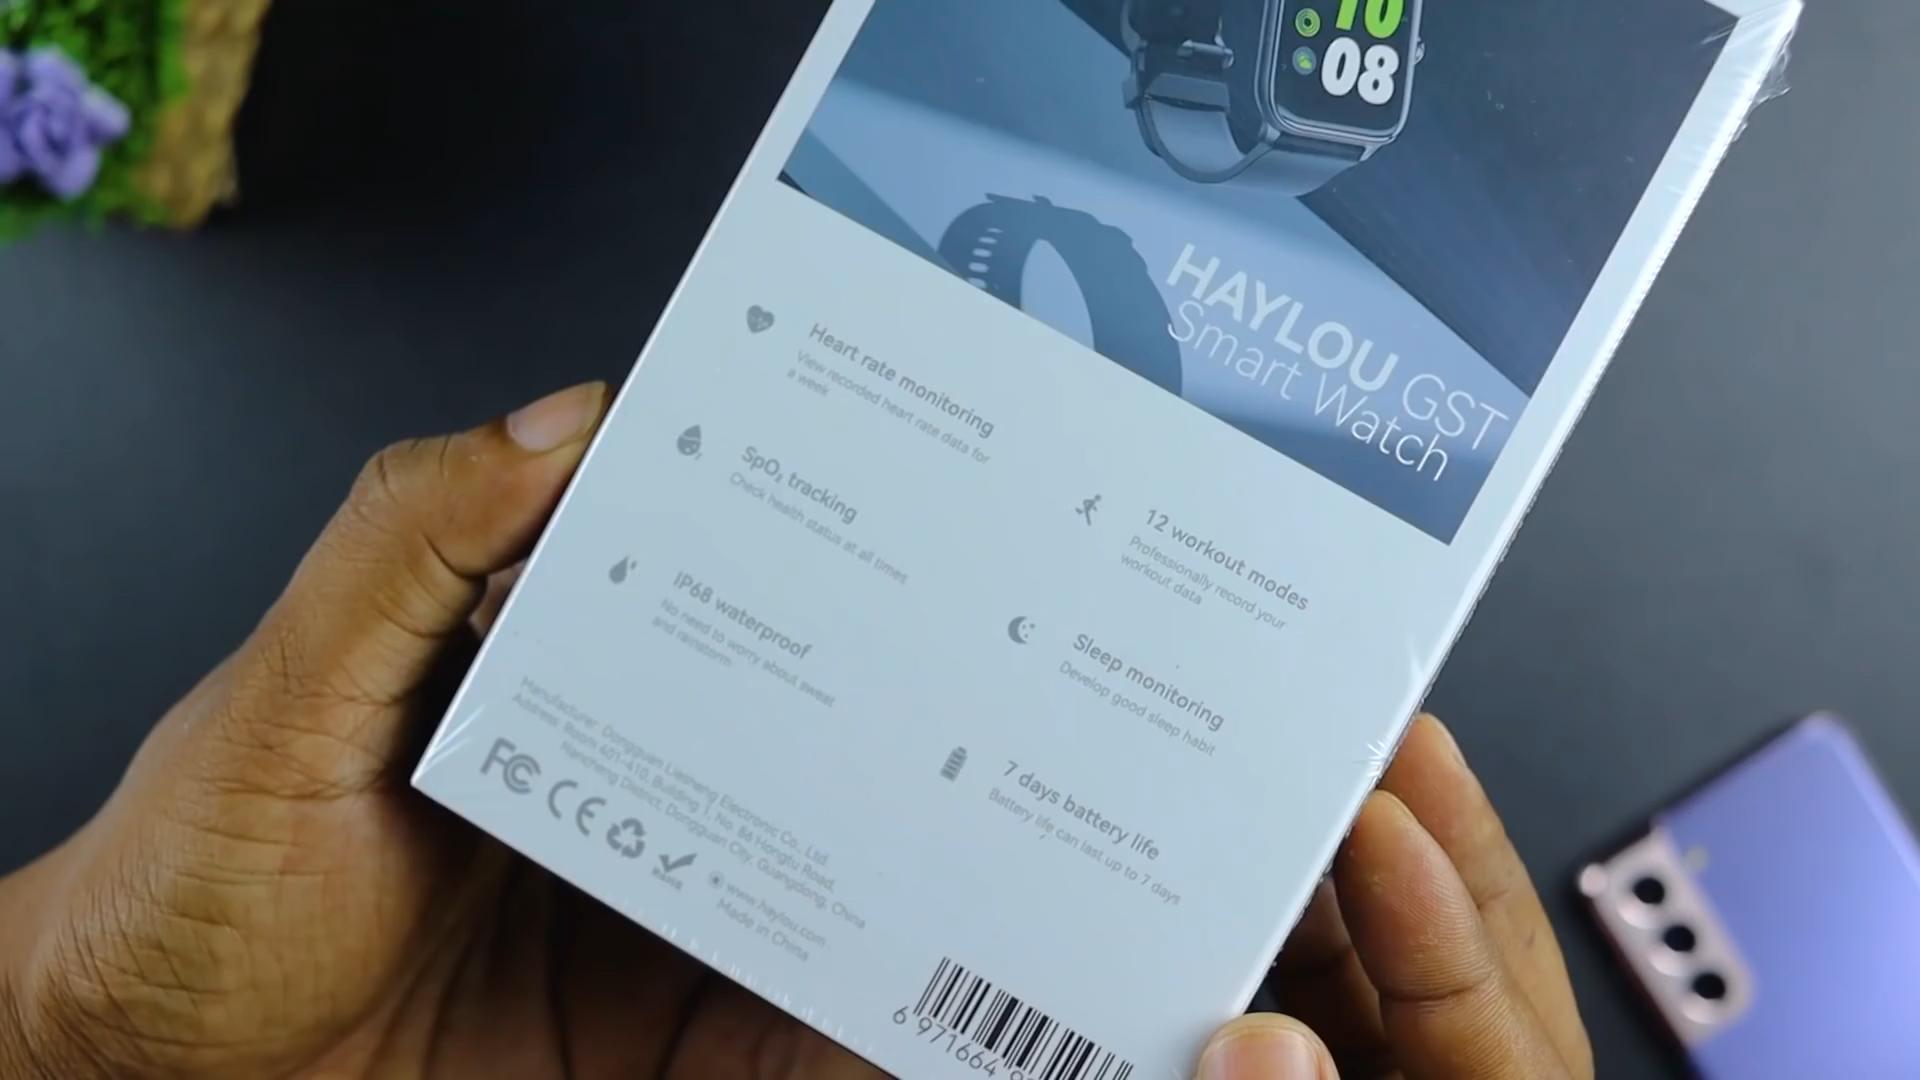 10
08
HAYLOU GST
Smart Watch
Heart rate monitoring
View recorded heart rate data for
a week
SpO₂ tracking
Check health status at all times
IP68 waterproof
No need to worry about sweat
and rainstorm
12 workout modes
Professionally record your
workout data
Sleep monitoring
Develop good sleep habit
7 days battery life
Battery life can last up to 7 days
Manufacturer: Dongguan Liesheng Electronic Co., Ltd.
Address: Room 401-410, Building 1, No. 86 Hongtu Road,
Nancheng District, Dongguan City, Guangdong, China
FC CE
RoHS
www.haylou.com
Made in China
6 971664